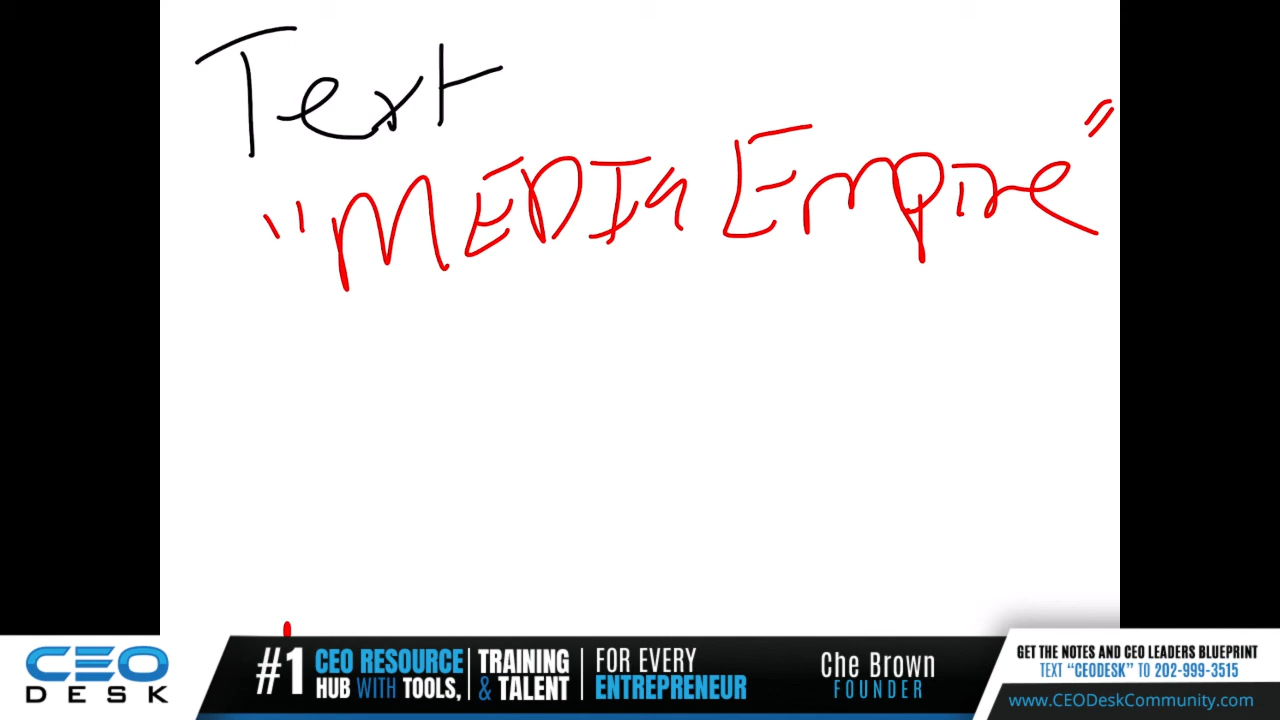 Text
"MEDIa Empire"
CEO
DESK
#1 CEO RESOURCE HUB WITH TOOLS,
TRAINING & TALENT
FOR EVERY ENTREPRENEUR
Che Brown
FOUNDER
GET THE NOTES AND CEO LEADERS BLUEPRINT
TEXT “CEODESK” TO 202-999-3515
www.CEODeskCommunity.com